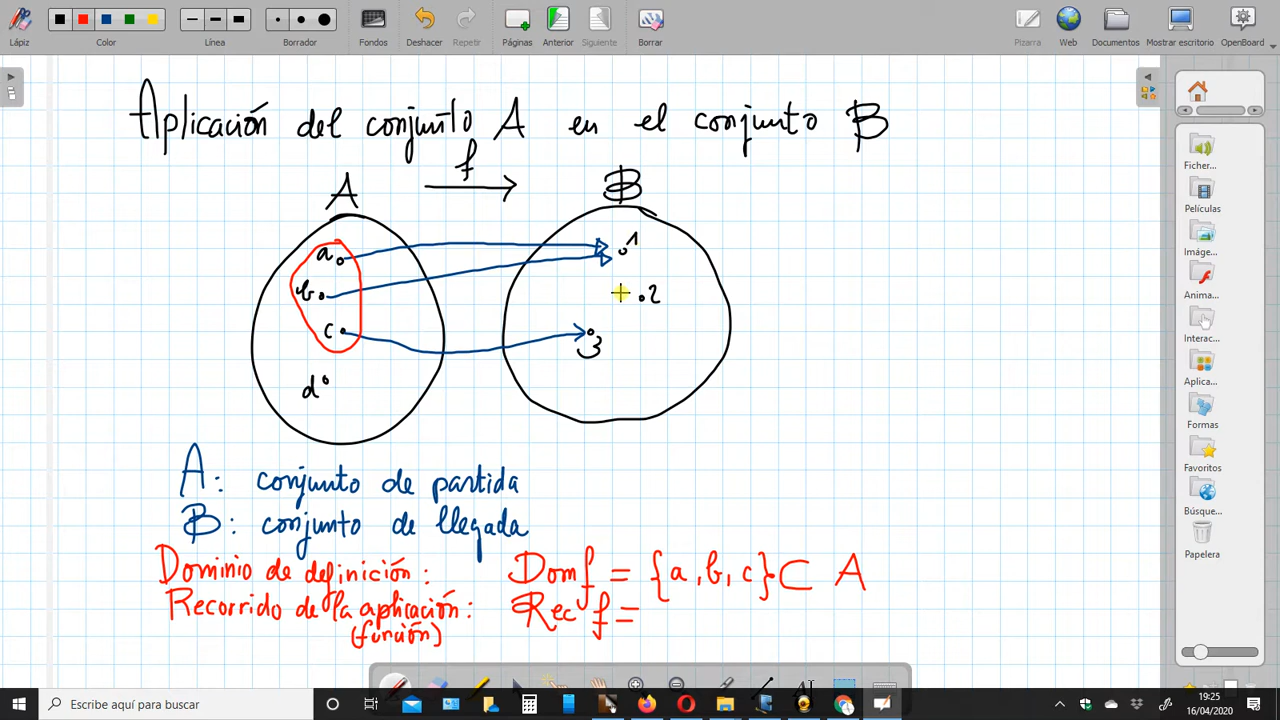 Lápiz Color Línea Borrador Fondos Deshacer Repetir Páginas Anterior Siguiente Borrar Pizarra Web Documentos Mostrar escritorio OpenBoard
Aplicación del conjunto A en el conjunto B
f
A B
a 1
b 2
c 3
d
A: conjunto de partida
B: conjunto de llegada
Dominio de definición: Dom f = {a, b, c} ⊂ A
Recorrido de la aplicación: Rec f =
(función)
Ficher...
Películas
Imáge...
Anima...
Interac...
Aplica...
Formas
Favoritos
Búsque...
Papelera
Escribe aquí para buscar
19:25
16/04/2020